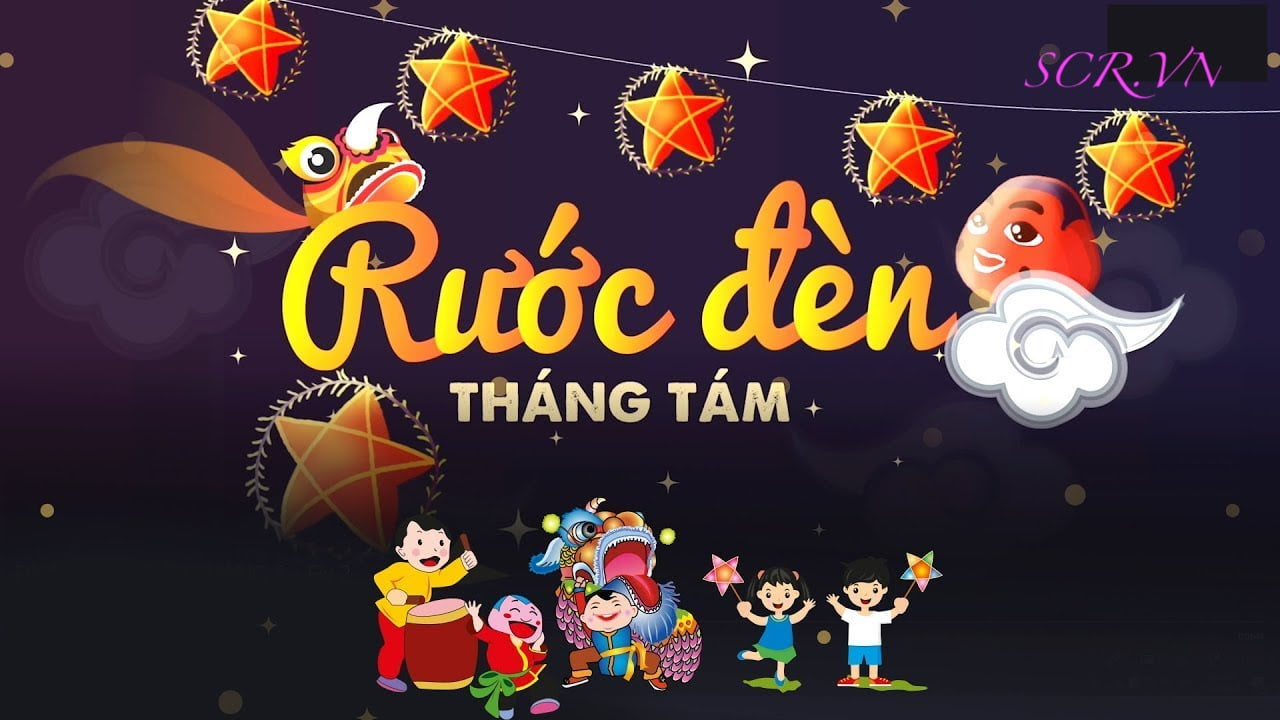 SCR.VN
Rước đèn
THÁNG TÁM